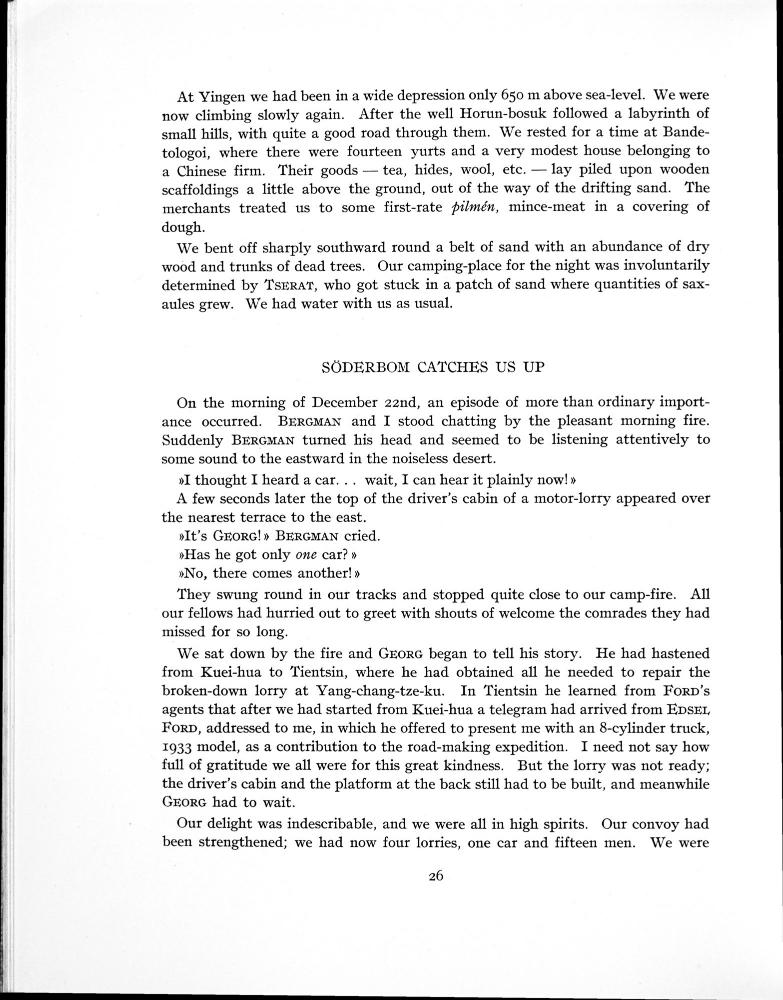 At Yingen we had been in a wide depression only 650 m above sea-level. We were
now climbing slowly again. After the well Horun-bosuk followed a labyrinth of
small hills, with quite a good road through them. We rested for a time at Bande-
tologoi, where there were fourteen yurts and a very modest house belonging to
a Chinese firm. Their goods — tea, hides, wool, etc. — lay piled upon wooden
scaffoldings a little above the ground, out of the way of the drifting sand. The
merchants treated us to some first-rate pilmén, mince-meat in a covering of
dough.
We bent off sharply southward round a belt of sand with an abundance of dry
wood and trunks of dead trees. Our camping-place for the night was involuntarily
determined by TSERAT, who got stuck in a patch of sand where quantities of sax-
aules grew. We had water with us as usual.
SÖDERBOM CATCHES US UP
On the morning of December 22nd, an episode of more than ordinary import-
ance occurred. BERGMAN and I stood chatting by the pleasant morning fire.
Suddenly BERGMAN turned his head and seemed to be listening attentively to
some sound to the eastward in the noiseless desert.
»I thought I heard a car. . . wait, I can hear it plainly now!»
A few seconds later the top of the driver's cabin of a motor-lorry appeared over
the nearest terrace to the east.
»It's GEORG!» BERGMAN cried.
»Has he got only one car?»
»No, there comes another!»
They swung round in our tracks and stopped quite close to our camp-fire. All
our fellows had hurried out to greet with shouts of welcome the comrades they had
missed for so long.
We sat down by the fire and GEORG began to tell his story. He had hastened
from Kuei-hua to Tientsin, where he had obtained all he needed to repair the
broken-down lorry at Yang-chang-tze-ku. In Tientsin he learned from FORD's
agents that after we had started from Kuei-hua a telegram had arrived from EDSEL
FORD, addressed to me, in which he offered to present me with an 8-cylinder truck,
1933 model, as a contribution to the road-making expedition. I need not say how
full of gratitude we all were for this great kindness. But the lorry was not ready;
the driver's cabin and the platform at the back still had to be built, and meanwhile
GEORG had to wait.
Our delight was indescribable, and we were all in high spirits. Our convoy had
been strengthened; we had now four lorries, one car and fifteen men. We were
26